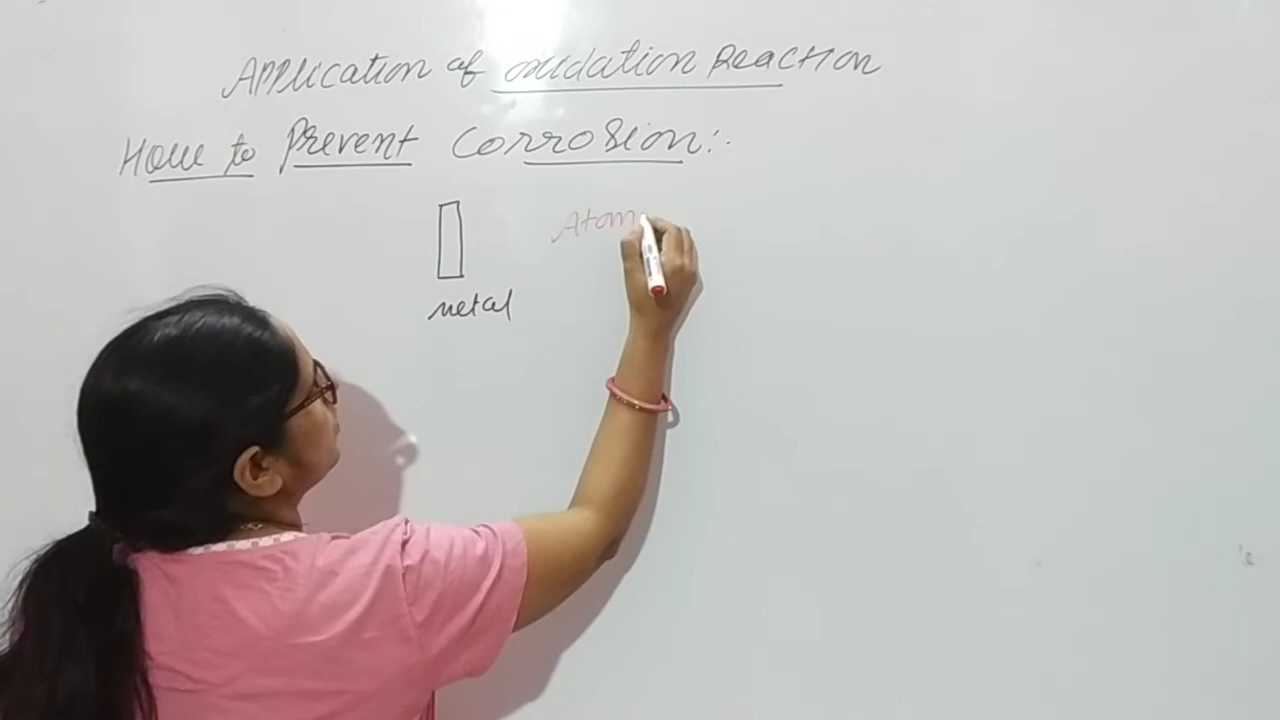 Application of oxidation Reaction
How to Prevent Corrosion:-
Atom
metal